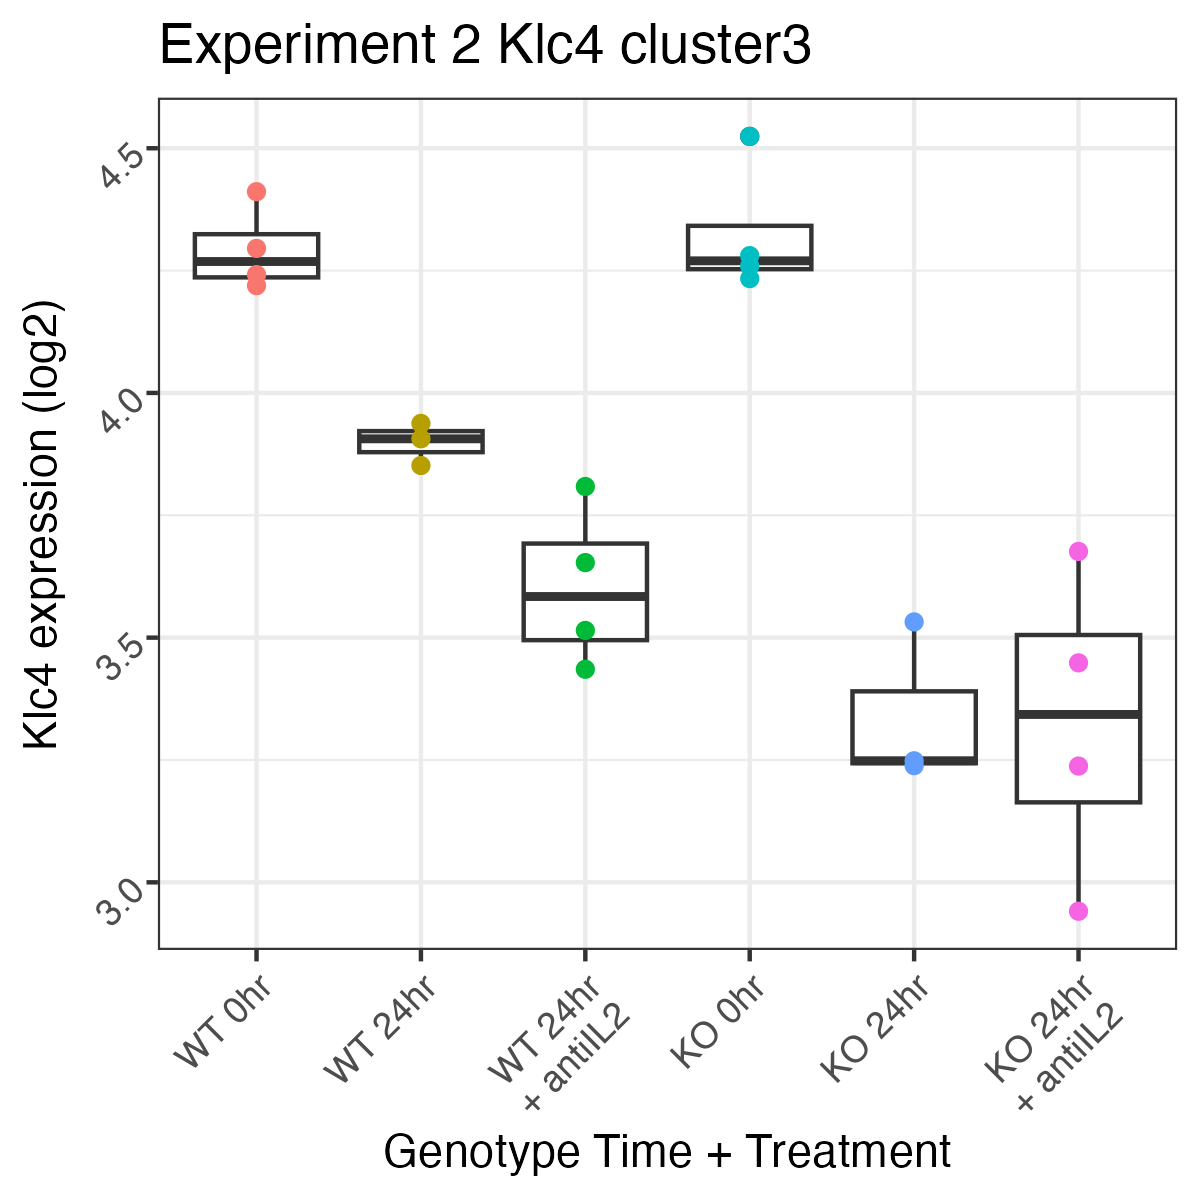 Experiment 2 Klc4 cluster3
Klc4 expression (log2)
4.5
4.0
3.5
3.0
WT 0hr
WT 24hr
WT 24hr
+ antiIL2
KO 0hr
KO 24hr
KO 24hr
+ antiIL2
Genotype Time + Treatment